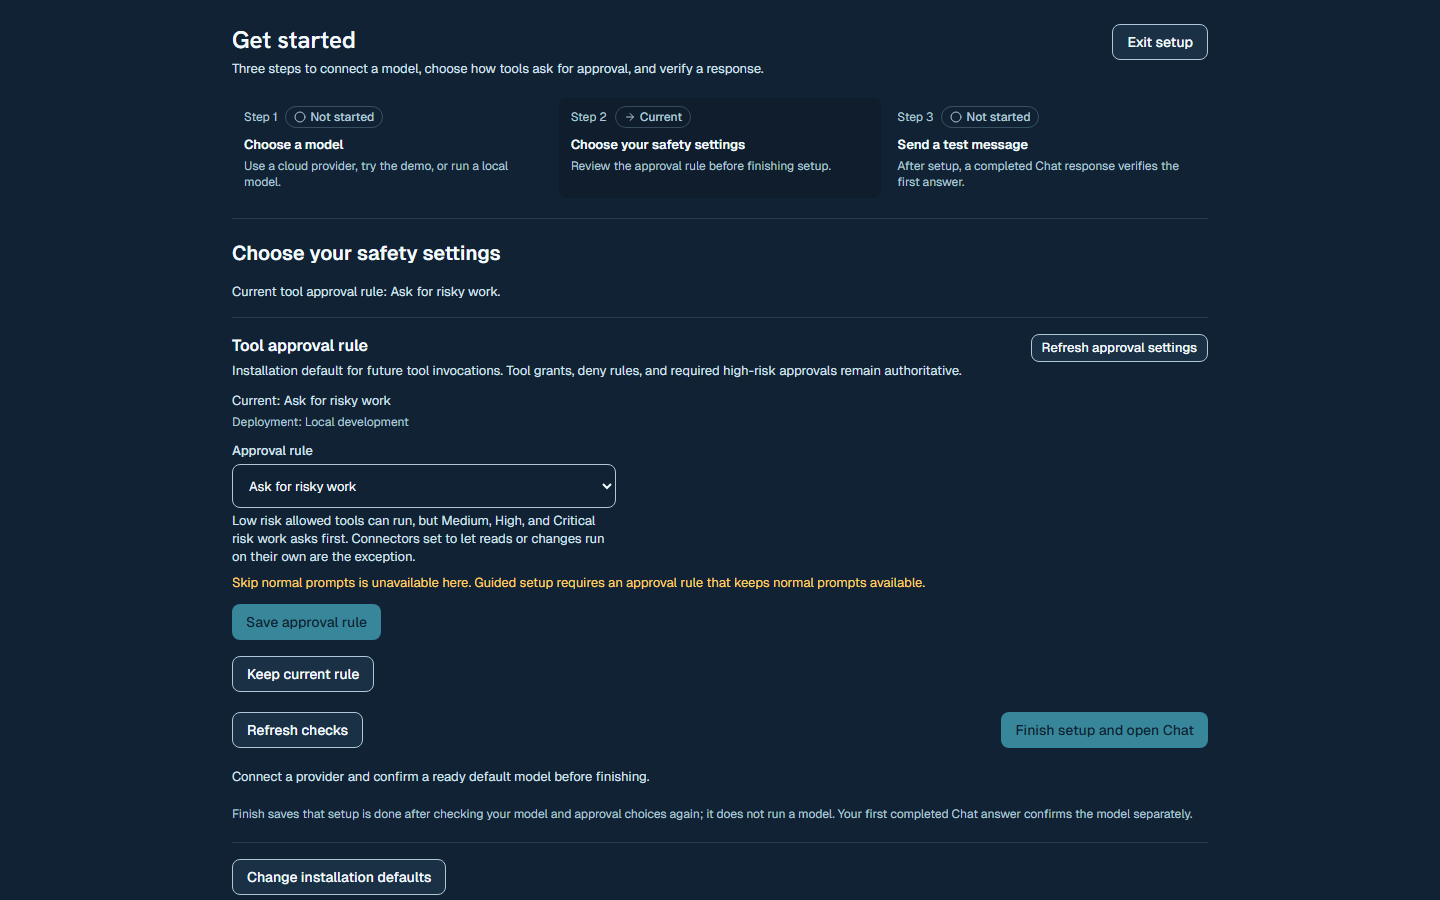 Get started
Exit setup
Three steps to connect a model, choose how tools ask for approval, and verify a response.
Step 1 Not started
Choose a model
Use a cloud provider, try the demo, or run a local
model.
Step 2 Current
Choose your safety settings
Review the approval rule before finishing setup.
Step 3 Not started
Send a test message
After setup, a completed Chat response verifies the
first answer.
Choose your safety settings
Current tool approval rule: Ask for risky work.
Tool approval rule
Refresh approval settings
Installation default for future tool invocations. Tool grants, deny rules, and required high-risk approvals remain authoritative.
Current: Ask for risky work
Deployment: Local development
Approval rule
Ask for risky work
Low risk allowed tools can run, but Medium, High, and Critical
risk work asks first. Connectors set to let reads or changes run
on their own are the exception.
Skip normal prompts is unavailable here. Guided setup requires an approval rule that keeps normal prompts available.
Save approval rule
Keep current rule
Refresh checks
Finish setup and open Chat
Connect a provider and confirm a ready default model before finishing.
Finish saves that setup is done after checking your model and approval choices again; it does not run a model. Your first completed Chat answer confirms the model separately.
Change installation defaults